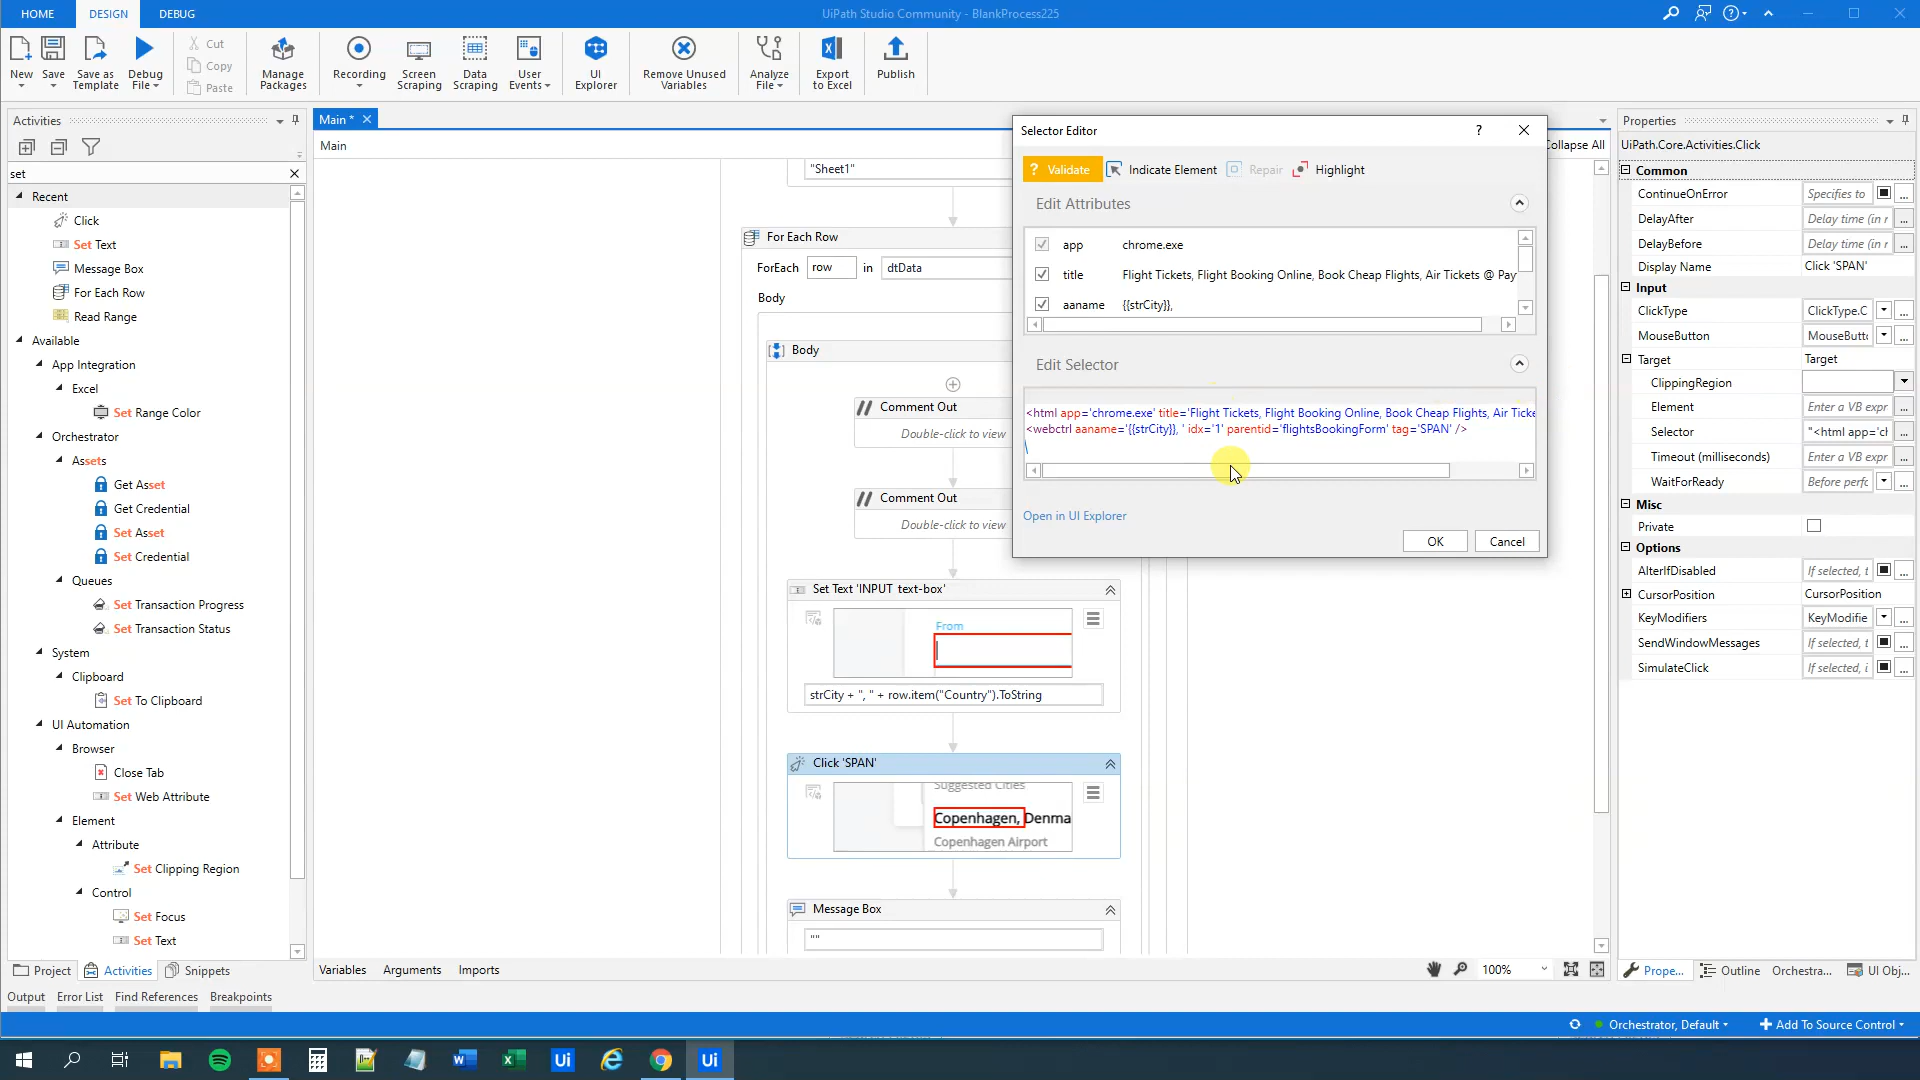 HOME DESIGN DEBUG
UiPath Studio Community - BlankProcess225
New Save Save as Template Debug File
Cut
Copy
Paste
Manage Packages
Recording
Screen Scraping
Data Scraping
User Events
UI Explorer
Remove Unused Variables
Analyze File
Export to Excel
Publish
Activities
set
Recent
Click
Set Text
Message Box
For Each Row
Read Range
Available
App Integration
Excel
Set Range Color
Orchestrator
Assets
Get Asset
Get Credential
Set Asset
Set Credential
Queues
Set Transaction Progress
Set Transaction Status
System
Clipboard
Set To Clipboard
UI Automation
Browser
Close Tab
Set Web Attribute
Element
Attribute
Set Clipping Region
Control
Set Focus
Set Text
Project Activities Snippets
Output Error List Find References Breakpoints
Main *
Main
Collapse All
"Sheet1"
For Each Row
ForEach row in dtData
Body
Body
Comment Out
Double-click to view
Comment Out
Double-click to view
Set Text 'INPUT text-box'
From
strCity + ", " + row.item("Country").ToString
Click 'SPAN'
Suggested Cities
Copenhagen, Denma
Copenhagen Airport
Message Box
""
Variables Arguments Imports
100%
Selector Editor
? Validate Indicate Element Repair Highlight
Edit Attributes
app chrome.exe
title Flight Tickets, Flight Booking Online, Book Cheap Flights, Air Tickets @ Pay
aaname {{strCity}},
Edit Selector
<html app='chrome.exe' title='Flight Tickets, Flight Booking Online, Book Cheap Flights, Air Ticke
<webctrl aaname='{{strCity}}, ' idx='1' parentid='flightsBookingForm' tag='SPAN' />
Open in UI Explorer
OK Cancel
Properties
UiPath.Core.Activities.Click
Common
ContinueOnError Specifies to ...
DelayAfter Delay time (in r ...
DelayBefore Delay time (in r ...
Display Name Click 'SPAN'
Input
ClickType ClickType.C ...
MouseButton MouseButt ...
Target Target
ClippingRegion
Element Enter a VB expr ...
Selector "<html app='cl ...
Timeout (milliseconds) Enter a VB expr ...
WaitForReady Before perfc ...
Misc
Private
Options
AlterIfDisabled If selected, t ...
CursorPosition CursorPosition
KeyModifiers KeyModifie ...
SendWindowMessages If selected, t ...
SimulateClick If selected, i ...
Prope... Outline Orchestra... UI Obj...
Orchestrator, Default Add To Source Control
Ui
Ui